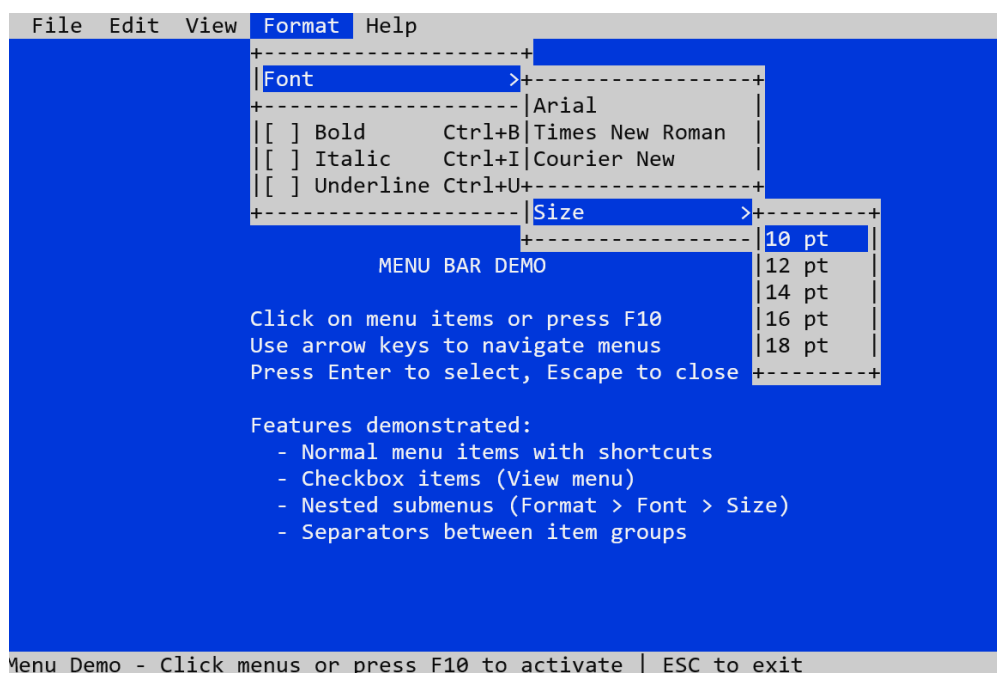 File  Edit  View  Format  Help
+--------------------+
|Font               >+-----------------+
+--------------------|Arial            |
|[ ] Bold      Ctrl+B|Times New Roman  |
|[ ] Italic    Ctrl+I|Courier New      |
|[ ] Underline Ctrl+U+-----------------+
+--------------------|Size            >+--------+
+-----------------|10 pt  |
MENU BAR DEMO |12 pt  |
|14 pt  |
Click on menu items or press F10 |16 pt  |
Use arrow keys to navigate menus |18 pt  |
Press Enter to select, Escape to close +--------+
Features demonstrated:
- Normal menu items with shortcuts
- Checkbox items (View menu)
- Nested submenus (Format > Font > Size)
- Separators between item groups
Menu Demo - Click menus or press F10 to activate | ESC to exit